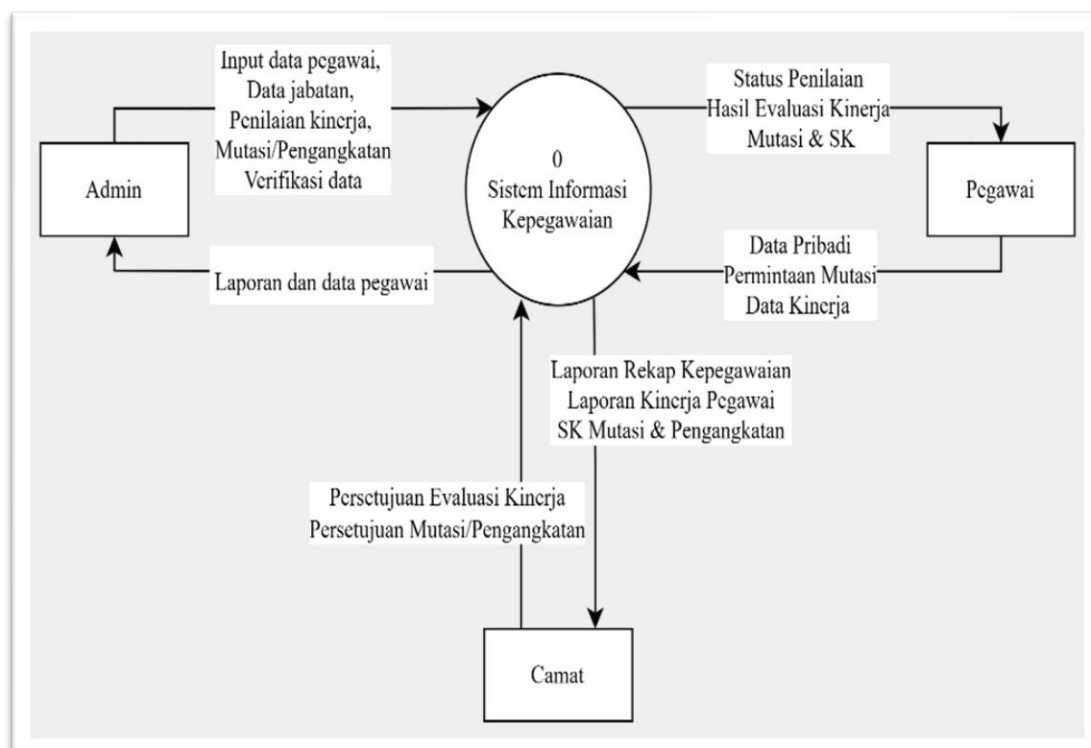 Input data pegawai,
Data jabatan,
Penilaian kinerja,
Mutasi/Pengangkatan
Verifikasi data
Status Penilaian
Hasil Evaluasi Kinerja
Mutasi & SK
0
Sistem Informasi
Kepegawaian
Admin
Pegawai
Laporan dan data pegawai
Data Pribadi
Permintaan Mutasi
Data Kinerja
Laporan Rekap Kepegawaian
Laporan Kinerja Pegawai
SK Mutasi & Pengangkatan
Persetujuan Evaluasi Kinerja
Persetujuan Mutasi/Pengangkatan
Camat